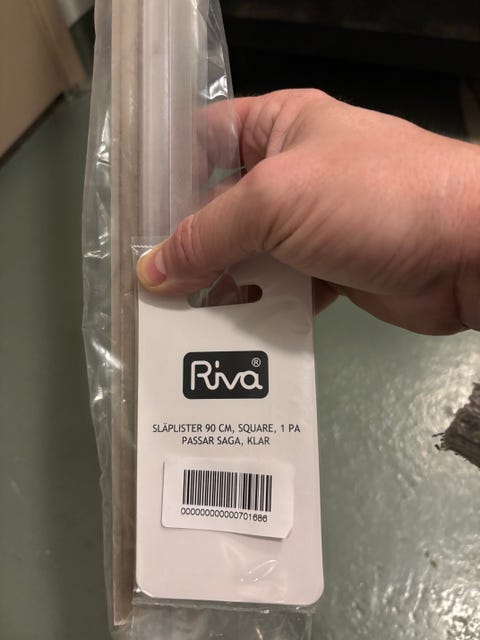 Riva®
SLÄPLISTER 90 CM, SQUARE, 1 PA
PASSAR SAGA, KLAR
000000000000701686